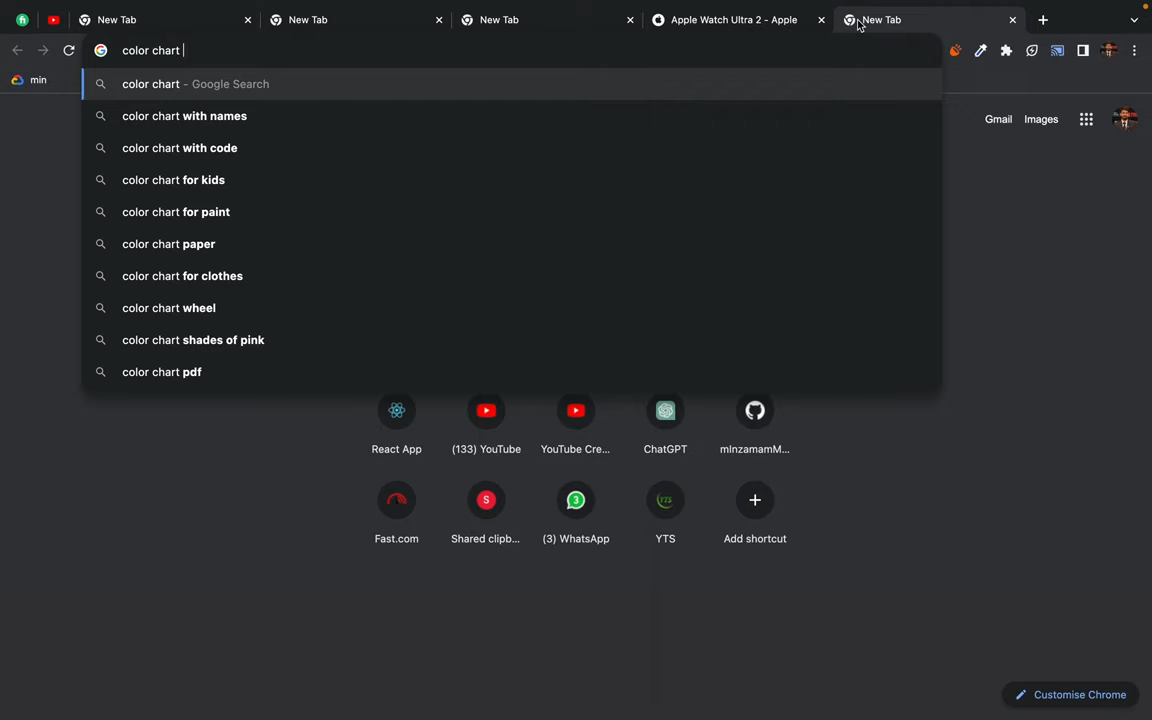 New Tab
New Tab
New Tab
Apple Watch Ultra 2 - Apple
New Tab
color chart
min
color chart - Google Search
color chart with names
color chart with code
color chart for kids
color chart for paint
color chart paper
color chart for clothes
color chart wheel
color chart shades of pink
color chart pdf
Gmail
Images
React App
(133) YouTube
YouTube Cre...
ChatGPT
mInzamamM...
Fast.com
S
Shared clipb...
3
(3) WhatsApp
YTS
YTS
Add shortcut
Customise Chrome